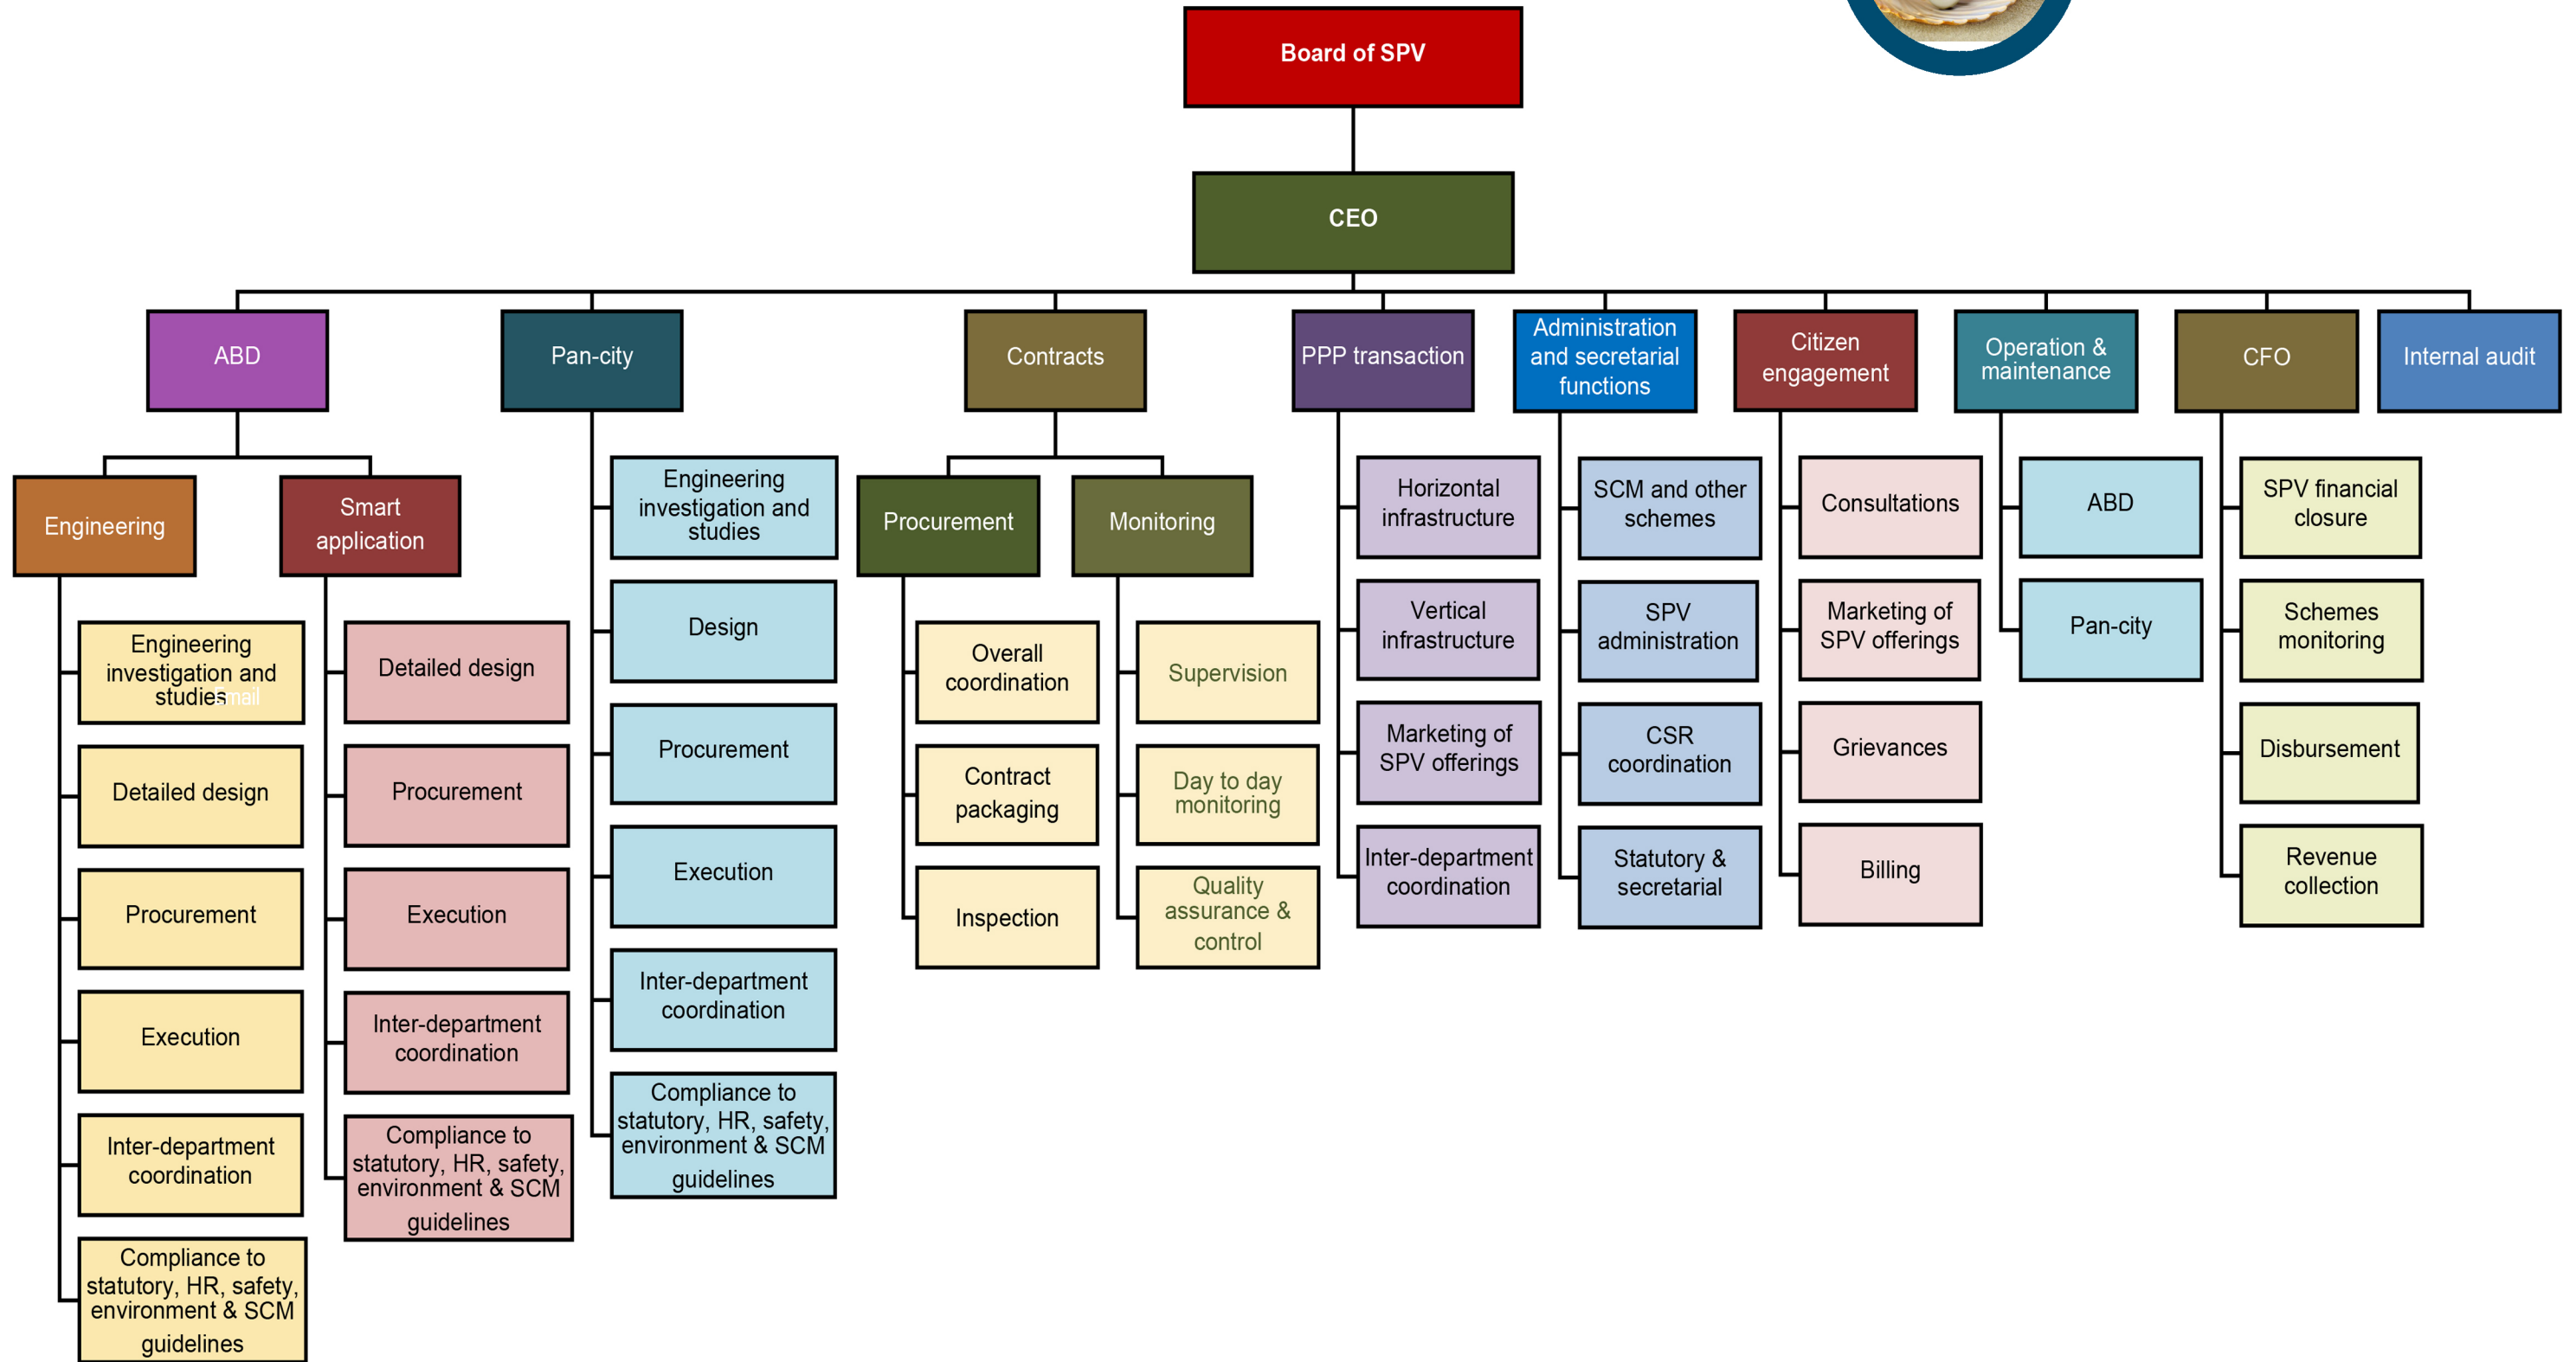 Board of SPV
CEO
ABD
Pan-city
Contracts
PPP transaction
Administration
and secretarial
functions
Citizen
engagement
Operation &
maintenance
CFO
Internal audit
Engineering
Smart
application
Engineering
investigation and
studies
Email
Detailed design
Procurement
Execution
Inter-department
coordination
Compliance to
statutory, HR, safety,
environment & SCM
guidelines
Detailed design
Procurement
Execution
Inter-department
coordination
Compliance to
statutory, HR, safety,
environment & SCM
guidelines
Engineering
investigation and
studies
Design
Procurement
Execution
Inter-department
coordination
Compliance to
statutory, HR, safety,
environment & SCM
guidelines
Procurement
Monitoring
Overall
coordination
Contract
packaging
Inspection
Supervision
Day to day
monitoring
Quality
assurance &
control
Horizontal
infrastructure
Vertical
infrastructure
Marketing of
SPV offerings
Inter-department
coordination
SCM and other
schemes
SPV
administration
CSR
coordination
Statutory &
secretarial
Consultations
Marketing of
SPV offerings
Grievances
Billing
ABD
Pan-city
SPV financial
closure
Schemes
monitoring
Disbursement
Revenue
collection